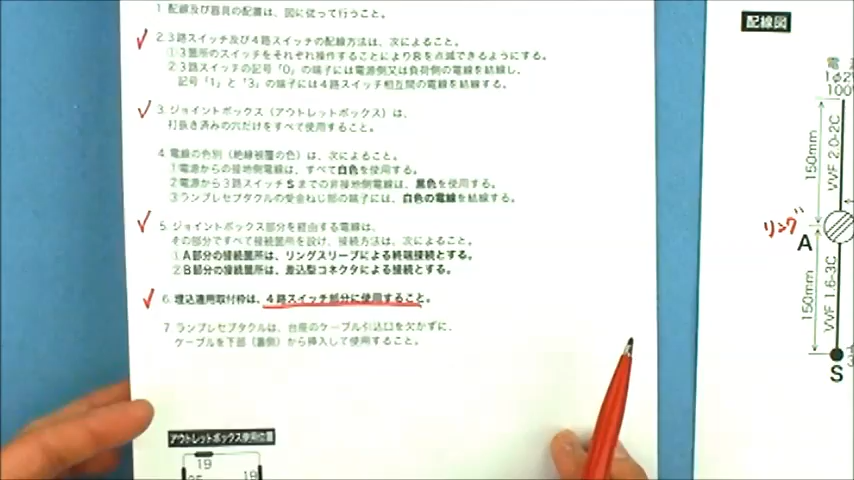 1 配線及び器具の配置は、図に従って行うこと。
2.3路スイッチ及び4路スイッチの配線方法は、次によること。
①3箇所のスイッチをそれぞれ操作することによりRを点滅できるようにする。
②3路スイッチの記号「0」の端子には電源側又は負荷側の電線を結線し、
記号「1」と「3」の端子には4路スイッチ相互間の電線を結線する。
3.ジョイントボックス(アウトレットボックス)は、
打抜き済みの穴だけをすべて使用すること。
4 電線の色別(絶縁被覆の色)は、次によること。
①電源からの接地側電線は、すべて白色を使用する。
②電源から3路スイッチSまでの非接地側電線は、黒色を使用する。
③ランプレセプタクルの受金ねじ部の端子には、白色の電線を結線する。
5.ジョイントボックス部分を経由する電線は、
その部分ですべて接続箇所を設け、接続方法は、次によること。
①A部分の接続箇所は、リングスリーブによる終端接続とする。
②B部分の接続箇所は、差込型コネクタによる接続とする。
6.埋込連用取付枠は、4路スイッチ部分に使用すること。
7 ランプレセプタクルは、台座のケーブル引込口を欠かずに、
ケーブルを下部(裏側)から挿入して使用すること。
アウトレットボックス使用位置
19
19
配線図
電
1φ2
100
150mm
VVF 2.0-2C
リング
A
150mm
VVF 1.6-3C
S